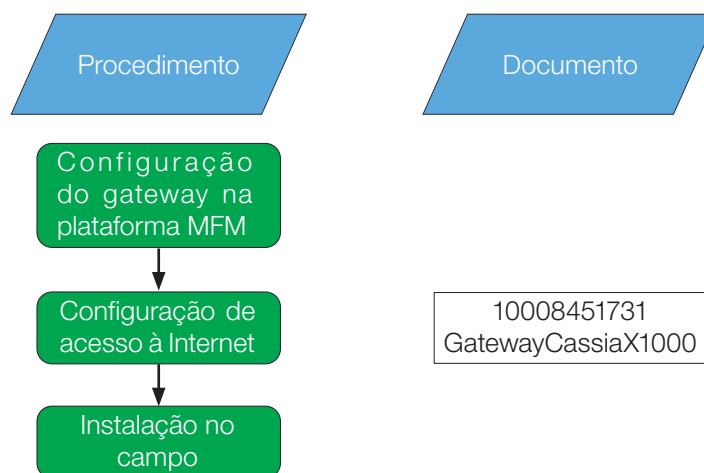 Procedimento
Documento
Configuração
do gateway na
plataforma MFM
Configuração de
acesso à Internet
10008451731
GatewayCassiaX1000
Instalação no
campo